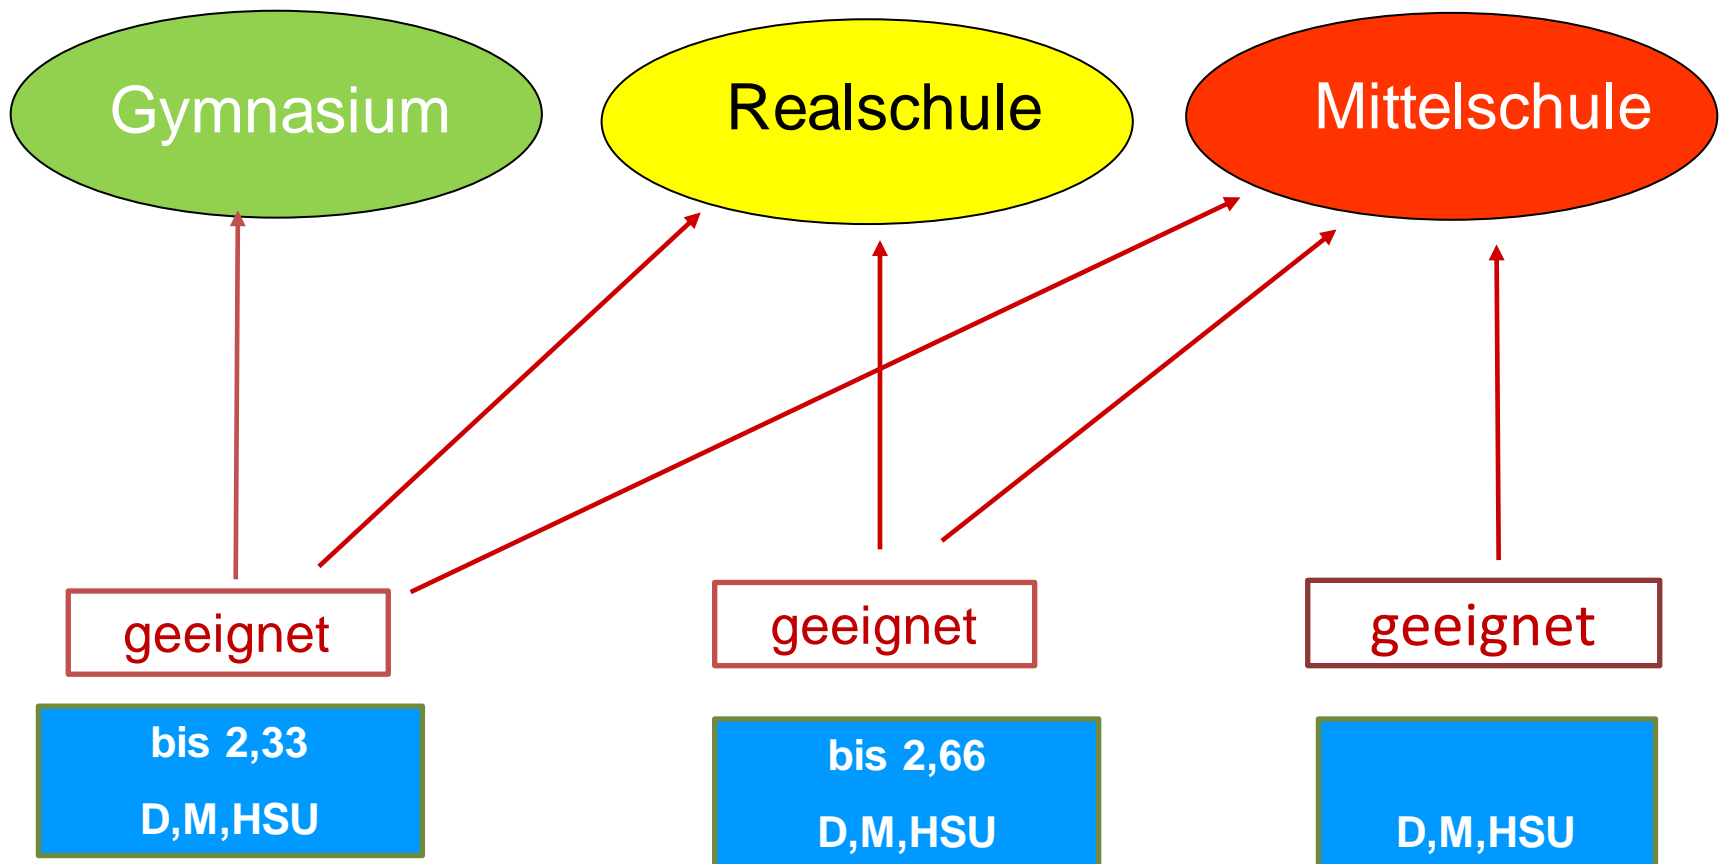 Gymnasium
Realschule
Mittelschule
geeignet
geeignet
geeignet
bis 2,33
D,M,HSU
bis 2,66
D,M,HSU
D,M,HSU